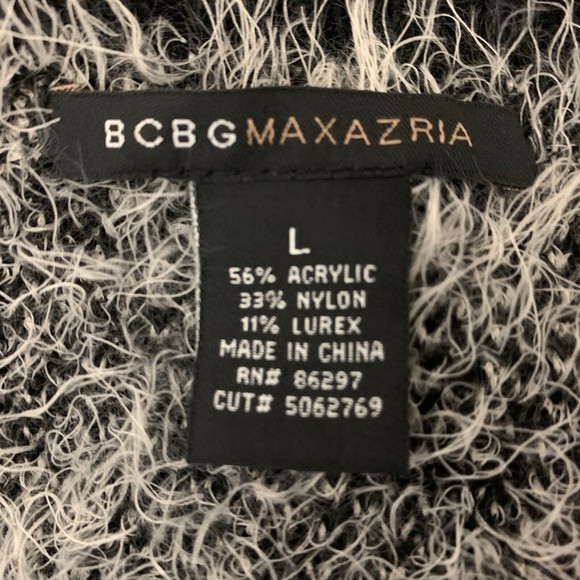 BCBGMAXAZRIA
L
56% ACRYLIC
33% NYLON
11% LUREX
MADE IN CHINA
RN# 86297
CUT# 5062769